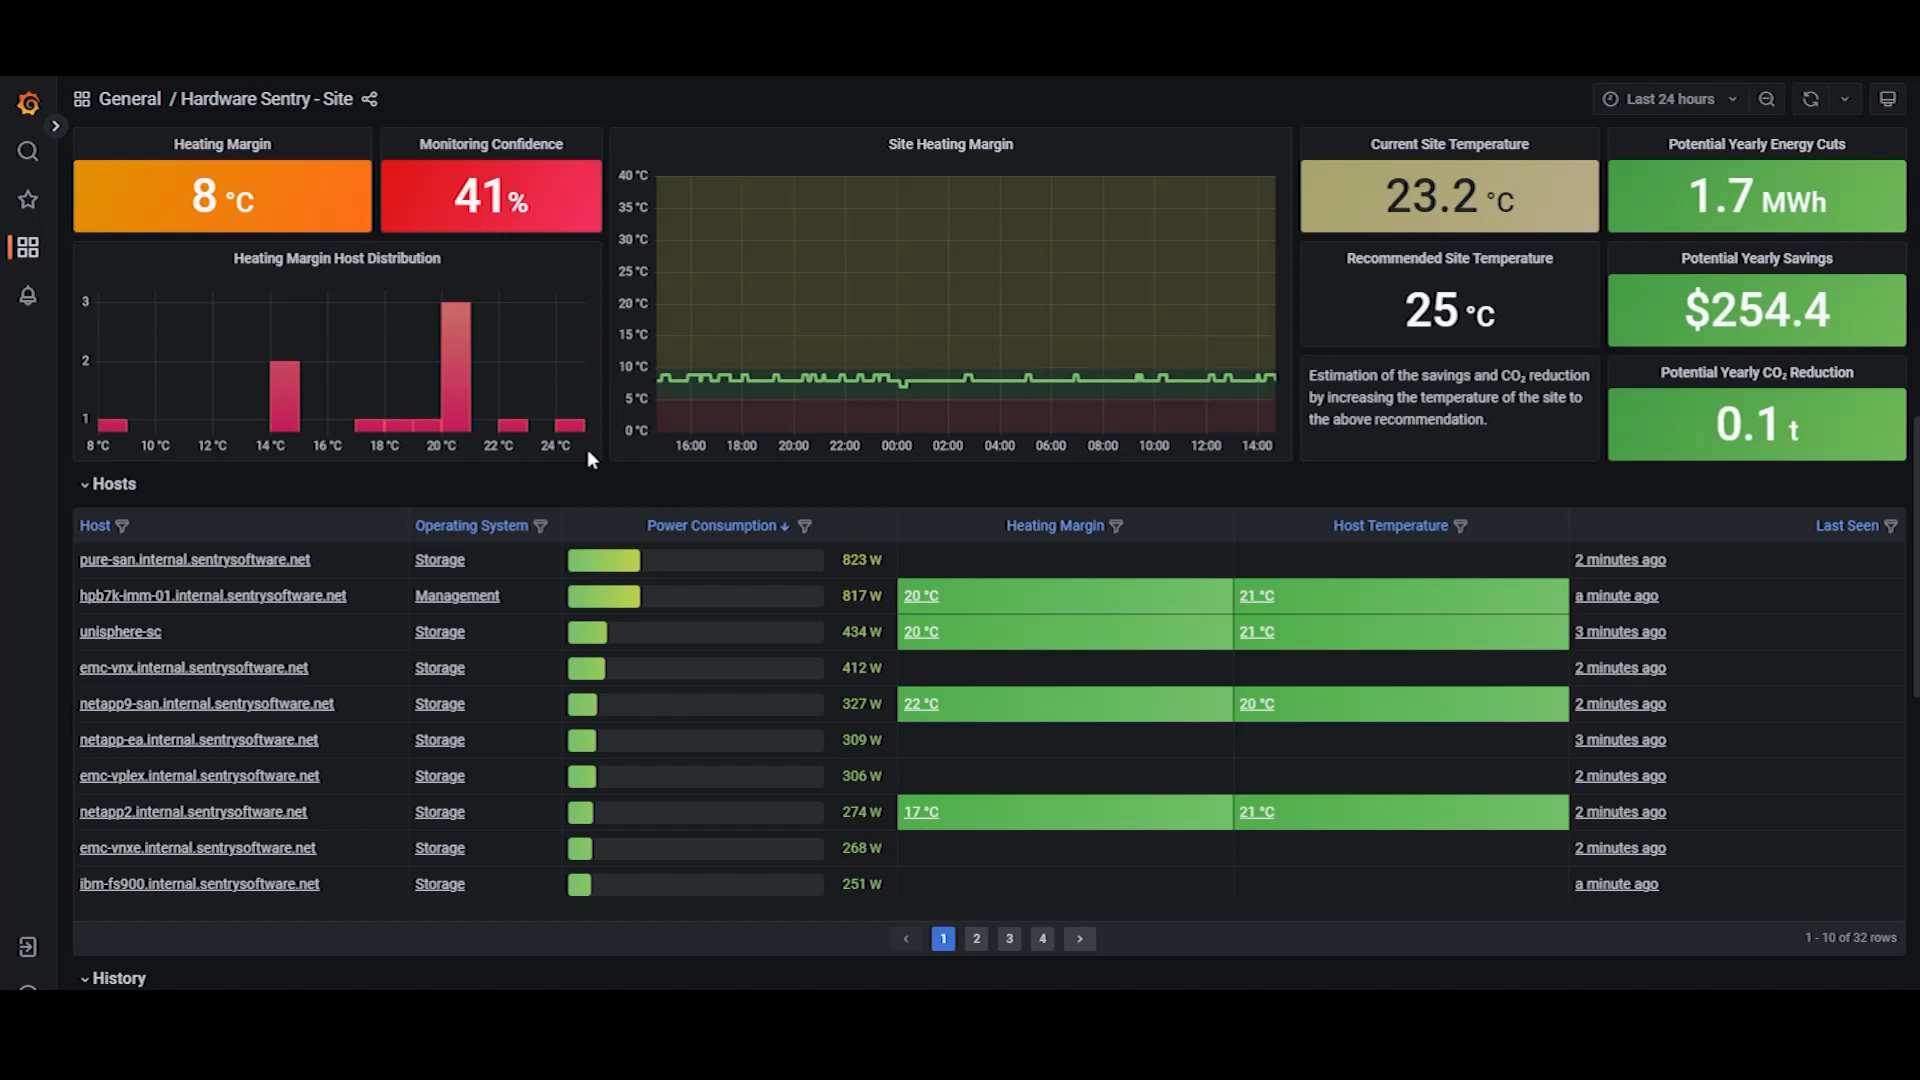 General / Hardware Sentry - Site
Last 24 hours
Heating Margin
8 °C
Monitoring Confidence
41%
Heating Margin Host Distribution
3
2
1
8 °C 10 °C 12 °C 14 °C 16 °C 18 °C 20 °C 22 °C 24 °C
Site Heating Margin
40 °C
35 °C
30 °C
25 °C
20 °C
15 °C
10 °C
5 °C
0 °C
16:00 18:00 20:00 22:00 00:00 02:00 04:00 06:00 08:00 10:00 12:00 14:00
Current Site Temperature
23.2 °C
Recommended Site Temperature
25 °C
Estimation of the savings and CO₂ reduction
by increasing the temperature of the site to
the above recommendation.
Potential Yearly Energy Cuts
1.7 MWh
Potential Yearly Savings
$254.4
Potential Yearly CO₂ Reduction
0.1 t
Hosts
Host Operating System Power Consumption Heating Margin Host Temperature Last Seen
pure-san.internal.sentrysoftware.net Storage 823 W 2 minutes ago
hpb7k-imm-01.internal.sentrysoftware.net Management 817 W 20 °C 21 °C a minute ago
unisphere-sc Storage 434 W 20 °C 21 °C 3 minutes ago
emc-vnx.internal.sentrysoftware.net Storage 412 W 2 minutes ago
netapp9-san.internal.sentrysoftware.net Storage 327 W 22 °C 20 °C 2 minutes ago
netapp-ea.internal.sentrysoftware.net Storage 309 W 3 minutes ago
emc-vplex.internal.sentrysoftware.net Storage 306 W 2 minutes ago
netapp2.internal.sentrysoftware.net Storage 274 W 17 °C 21 °C 2 minutes ago
emc-vnxe.internal.sentrysoftware.net Storage 268 W 2 minutes ago
ibm-fs900.internal.sentrysoftware.net Storage 251 W a minute ago
1 2 3 4
1 - 10 of 32 rows
History